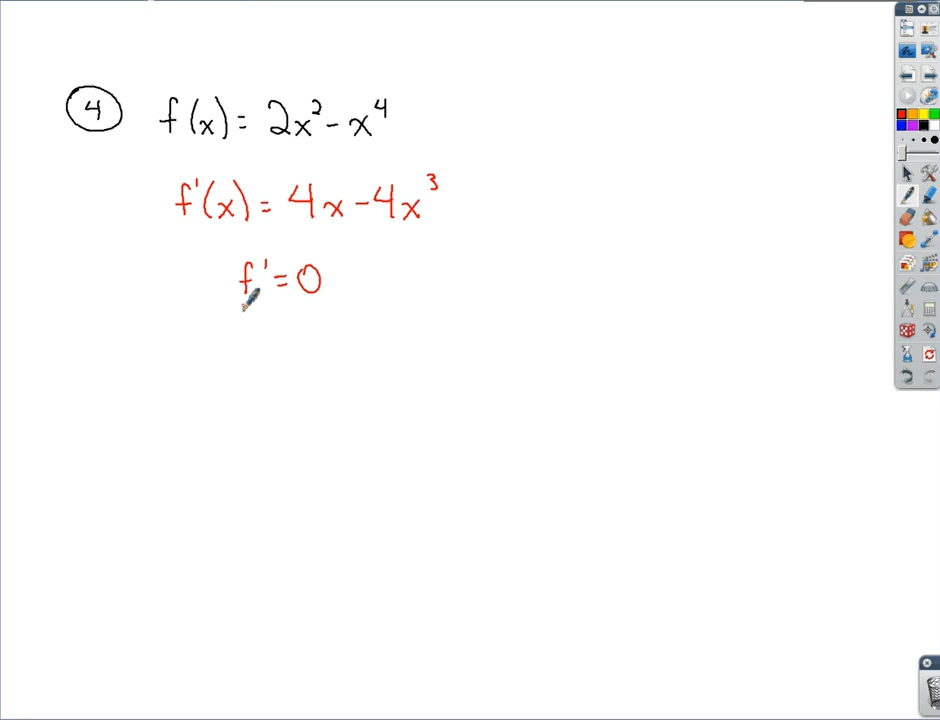 ④ f(x) = 2x² - x⁴
f'(x) = 4x - 4x³
f' = 0